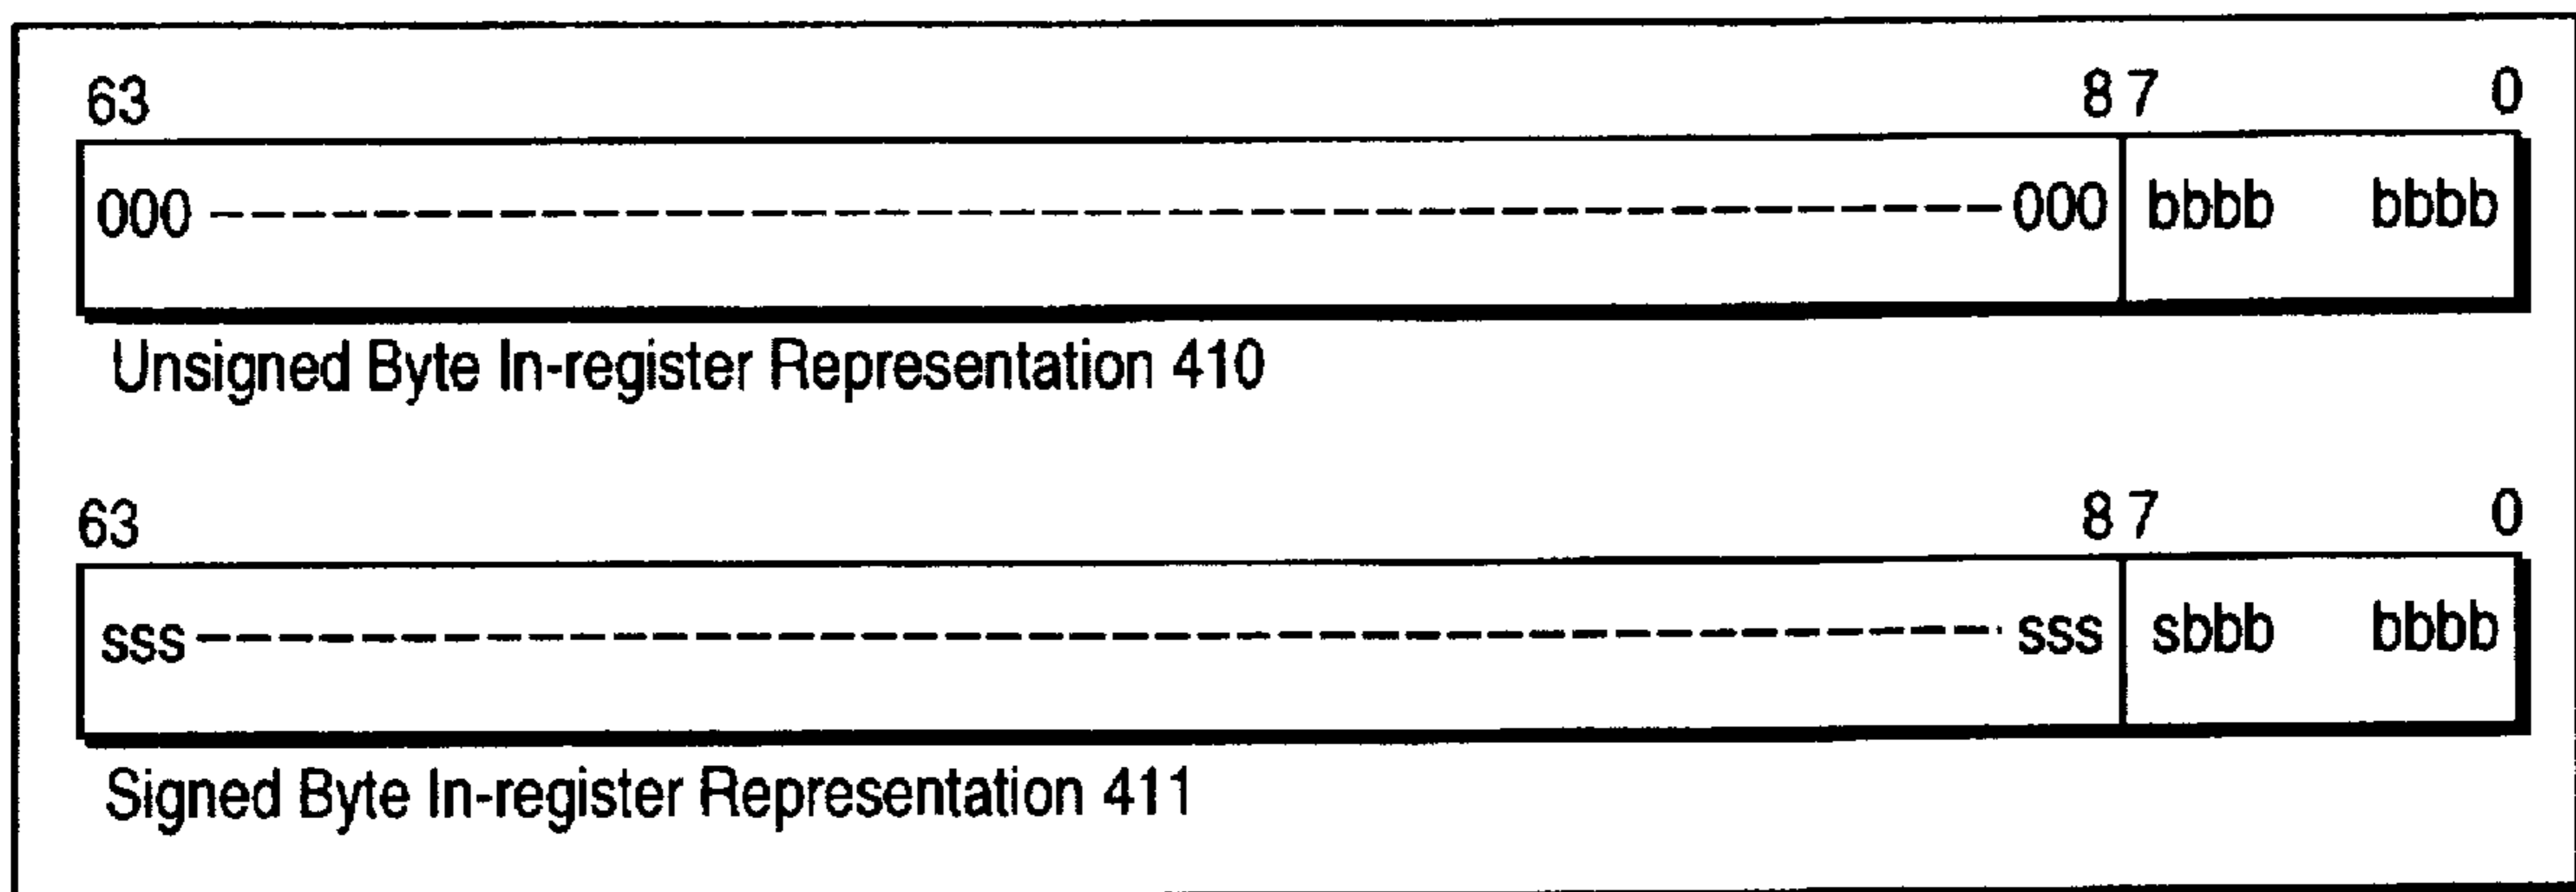 63 8 7 0
000 000 bbbb bbbb
Unsigned Byte In-register Representation 410
63 8 7 0
sss sss sbbb bbbb
Signed Byte In-register Representation 411